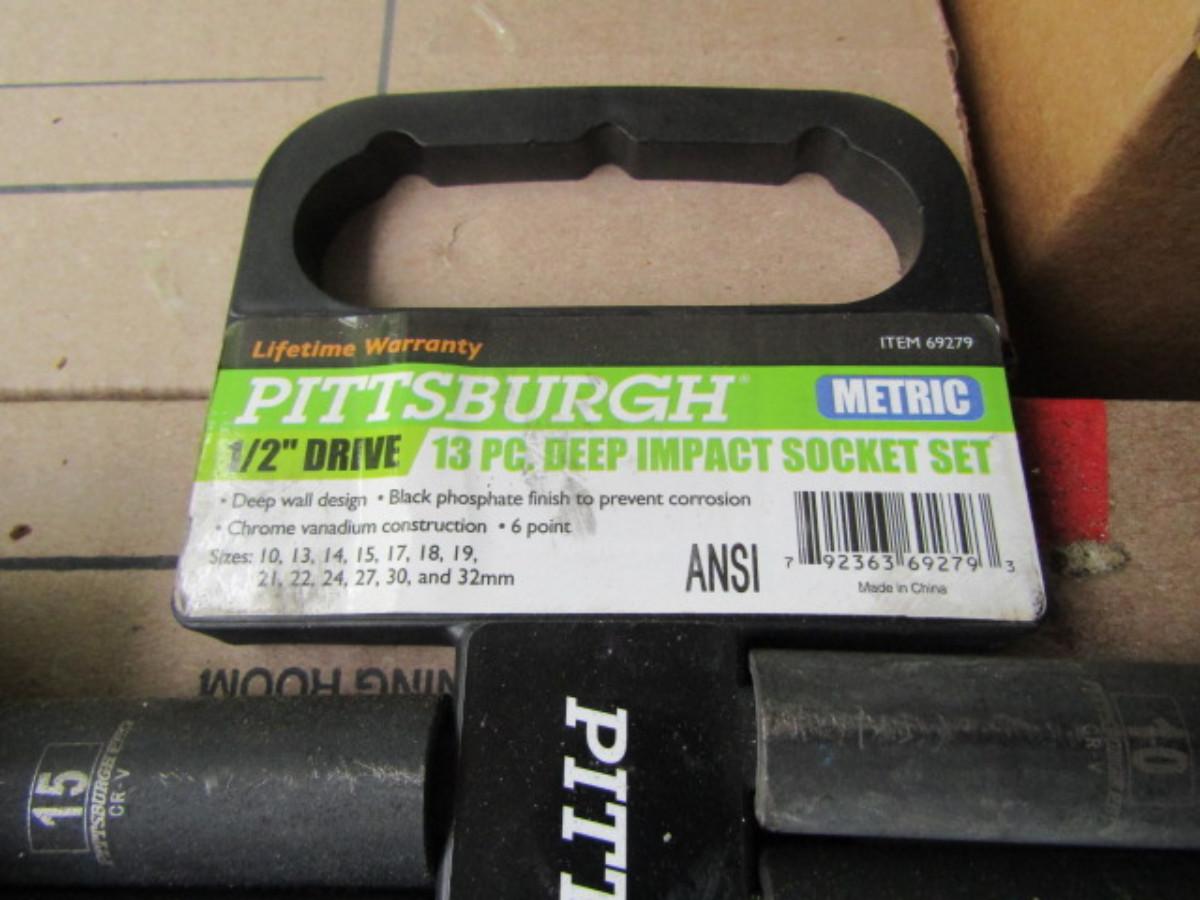 Lifetime Warranty
ITEM 69279
PITTSBURGH®
METRIC
1/2" DRIVE
13 PC. DEEP IMPACT SOCKET SET
• Deep wall design • Black phosphate finish to prevent corrosion
• Chrome vanadium construction • 6 point
Sizes: 10, 13, 14, 15, 17, 18, 19,
21, 22, 24, 27, 30, and 32mm
ANSI
7 92363 69279 3
Made in China
NING ROOM
PITT
15
PITTSBURGH
CR-V
10
CR-V